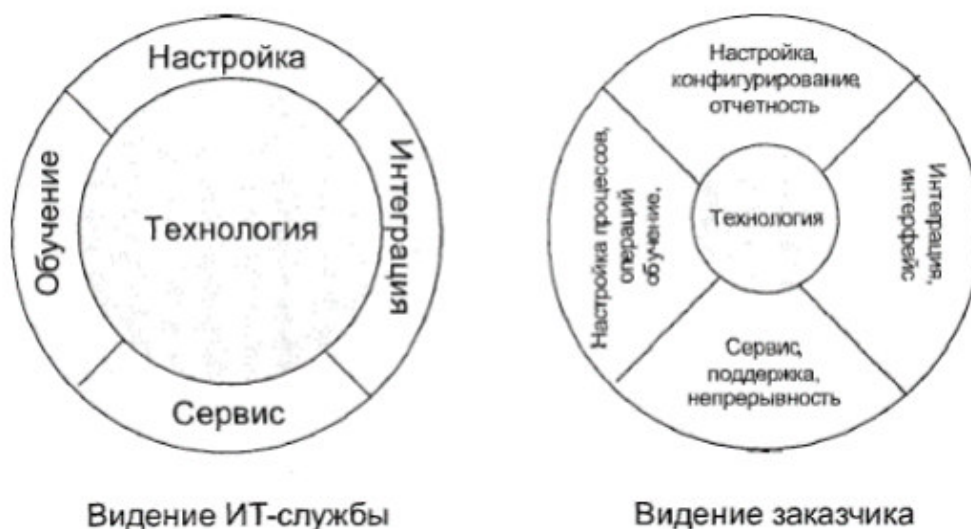 Настройка
Обучение
Технология
Интеграция
Сервис
Видение ИТ-службы
Настройка,
конфигурирование,
отчетность
Настройка процессов,
операций
обучение,
Технология
Интеграция,
интерфейс
Сервис,
поддержка,
непрерывность
Видение заказчика